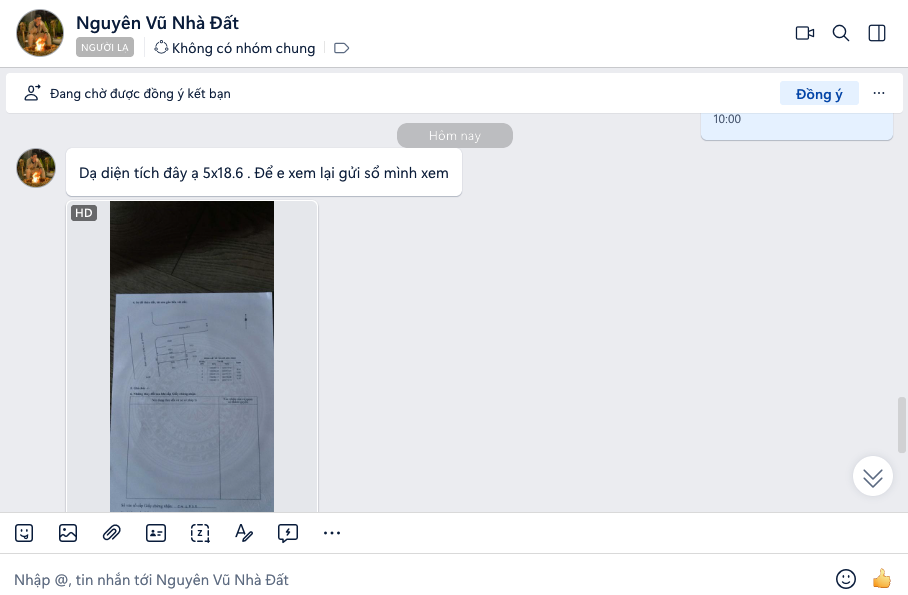 Nguyên Vũ Nhà Đất
NGƯỜI LẠ
Không có nhóm chung
Đang chờ được đồng ý kết bạn
Đồng ý
10:00
Hôm nay
Dạ diện tích đây ạ 5x18.6 . Để e xem lại gửi sổ mình xem
HD
Nhập @, tin nhắn tới Nguyên Vũ Nhà Đất